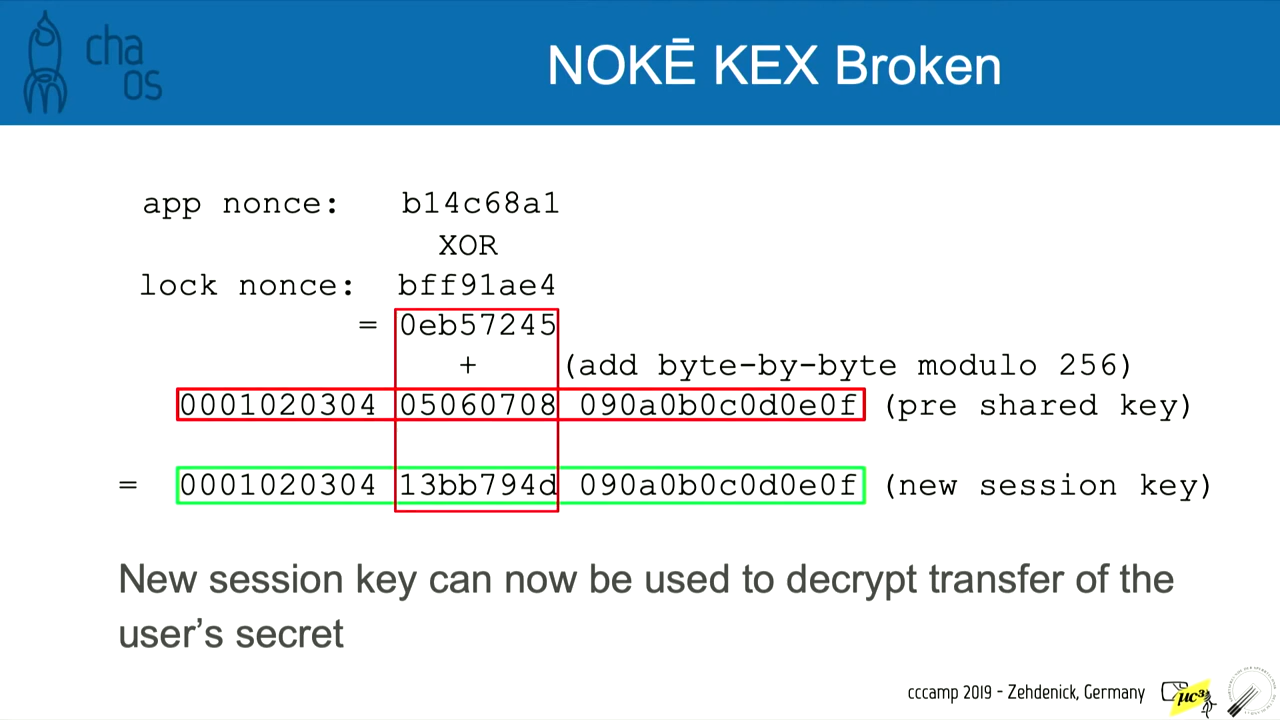 cha
os
NOKĒ KEX Broken
app nonce: b14c68a1
XOR
lock nonce: bff91ae4
= 0eb57245
+ (add byte-by-byte modulo 256)
0001020304 05060708 090a0b0c0d0e0f (pre shared key)
= 0001020304 13bb794d 090a0b0c0d0e0f (new session key)
New session key can now be used to decrypt transfer of the
user's secret
cccamp 2019 - Zehdenick, Germany
µc³